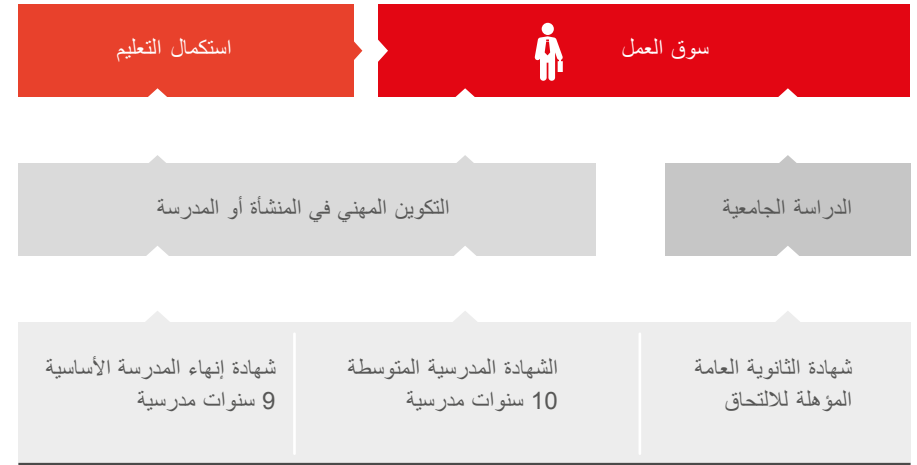 سوق العمل
استكمال التعليم
الدراسة الجامعية
التكوين المهني في المنشأة أو المدرسة
شهادة الثانوية العامة
المؤهلة للالتحاق
الشهادة المدرسية المتوسطة
10 سنوات مدرسية
شهادة إنهاء المدرسة الأساسية
9 سنوات مدرسية